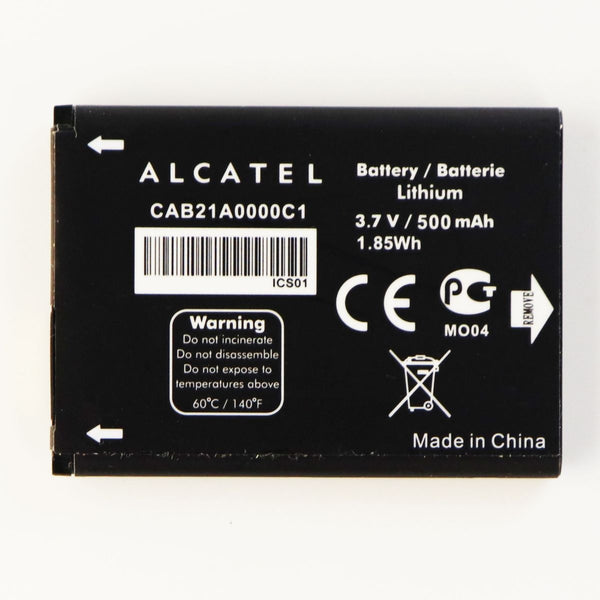 ALCATEL
CAB21A0000C1
ICS01
Battery / Batterie
Lithium
3.7 V / 500 mAh
1.85Wh
CE
РСТ
MO04
REMOVE
Warning
Do not incinerate
Do not disassemble
Do not expose to
temperatures above
60°C / 140°F
Made in China